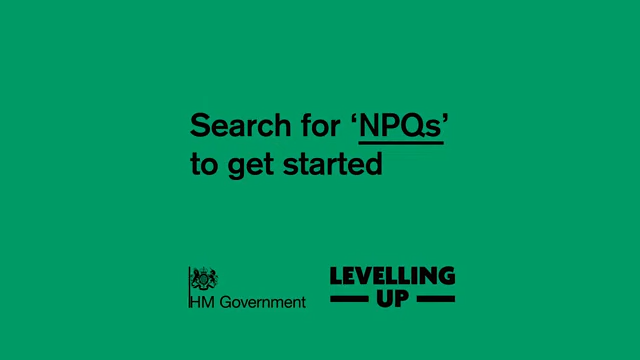 Search for ‘NPQs’
to get started
HM Government
LEVELLING
UP